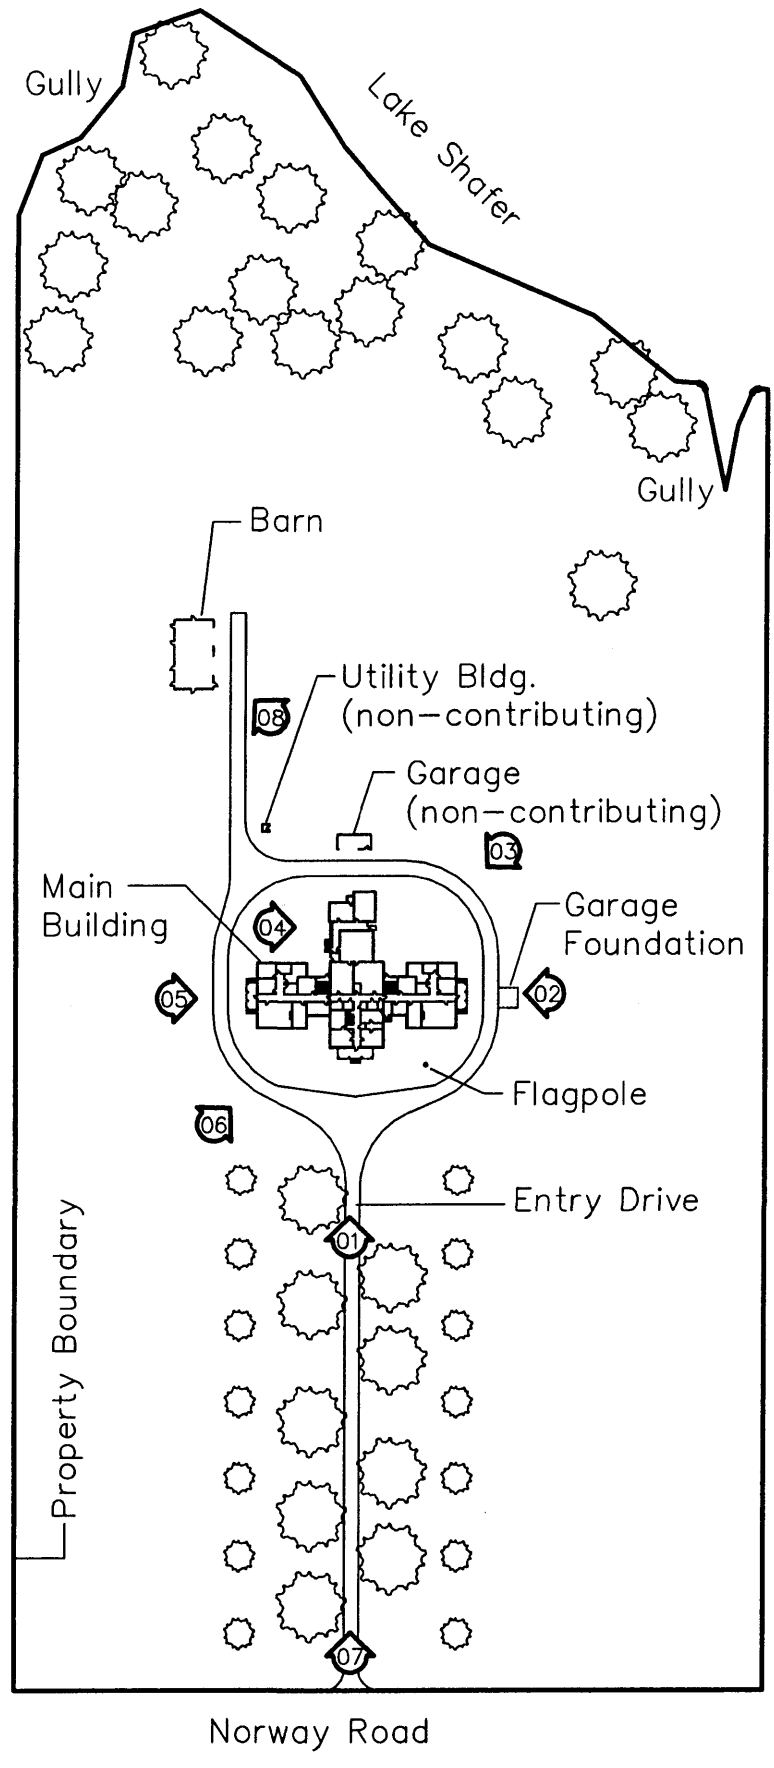 Gully
Lake Shafer
Gully
Barn
Utility Bldg.
(non-contributing)
08
Garage
(non-contributing)
03
Main
Building
04
Garage
Foundation
05
02
Flagpole
06
Entry Drive
01
Property Boundary
07
Norway Road